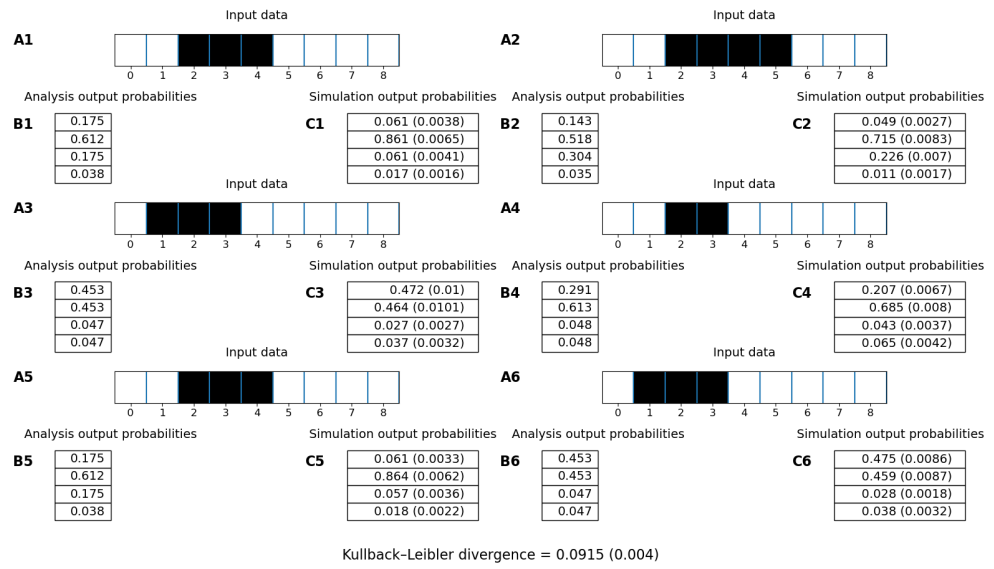 Input data Input data
A1 A2
0 1 2 3 4 5 6 7 8 0 1 2 3 4 5 6 7 8
Analysis output probabilities Simulation output probabilities Analysis output probabilities Simulation output probabilities
B1 0.175 C1 0.061 (0.0038) B2 0.143 C2 0.049 (0.0027)
0.612 0.861 (0.0065) 0.518 0.715 (0.0083)
0.175 0.061 (0.0041) 0.304 0.226 (0.007)
0.038 0.017 (0.0016) 0.035 0.011 (0.0017)
Input data Input data
A3 A4
0 1 2 3 4 5 6 7 8 0 1 2 3 4 5 6 7 8
Analysis output probabilities Simulation output probabilities Analysis output probabilities Simulation output probabilities
B3 0.453 C3 0.472 (0.01) B4 0.291 C4 0.207 (0.0067)
0.453 0.464 (0.0101) 0.613 0.685 (0.008)
0.047 0.027 (0.0027) 0.048 0.043 (0.0037)
0.047 0.037 (0.0032) 0.048 0.065 (0.0042)
Input data Input data
A5 A6
0 1 2 3 4 5 6 7 8 0 1 2 3 4 5 6 7 8
Analysis output probabilities Simulation output probabilities Analysis output probabilities Simulation output probabilities
B5 0.175 C5 0.061 (0.0033) B6 0.453 C6 0.475 (0.0086)
0.612 0.864 (0.0062) 0.453 0.459 (0.0087)
0.175 0.057 (0.0036) 0.047 0.028 (0.0018)
0.038 0.018 (0.0022) 0.047 0.038 (0.0032)
Kullback–Leibler divergence = 0.0915 (0.004)